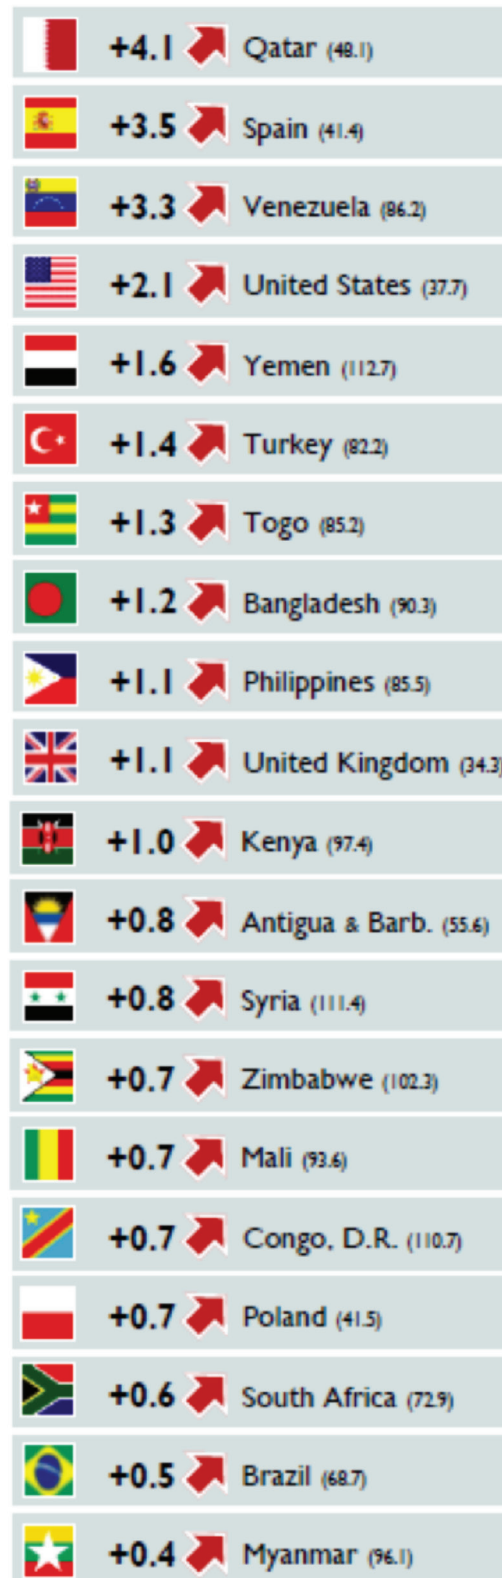 +4.1 Qatar (48.1)
+3.5 Spain (41.4)
+3.3 Venezuela (86.2)
+2.1 United States (37.7)
+1.6 Yemen (112.7)
+1.4 Turkey (82.2)
+1.3 Togo (85.2)
+1.2 Bangladesh (90.3)
+1.1 Philippines (85.5)
+1.1 United Kingdom (34.3)
+1.0 Kenya (97.4)
+0.8 Antigua & Barb. (55.6)
+0.8 Syria (111.4)
+0.7 Zimbabwe (102.3)
+0.7 Mali (93.6)
+0.7 Congo, D.R. (110.7)
+0.7 Poland (41.5)
+0.6 South Africa (72.9)
+0.5 Brazil (68.7)
+0.4 Myanmar (96.1)